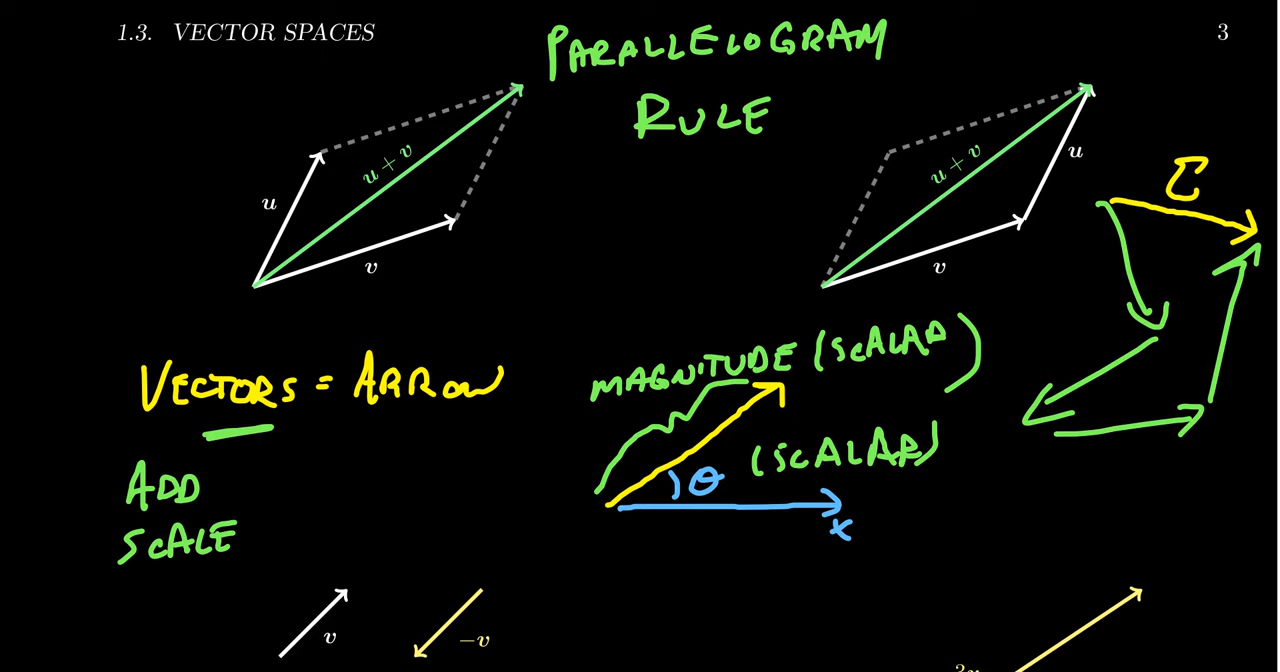 1.3. VECTOR SPACES
3
PARALLELOGRAM
RULE
u
u + v
v
u + v
u
v
Σ
VECTORS = ARROW
MAGNITUDE (SCALAR)
(SCALAR)
θ
x
ADD
SCALE
v
−v